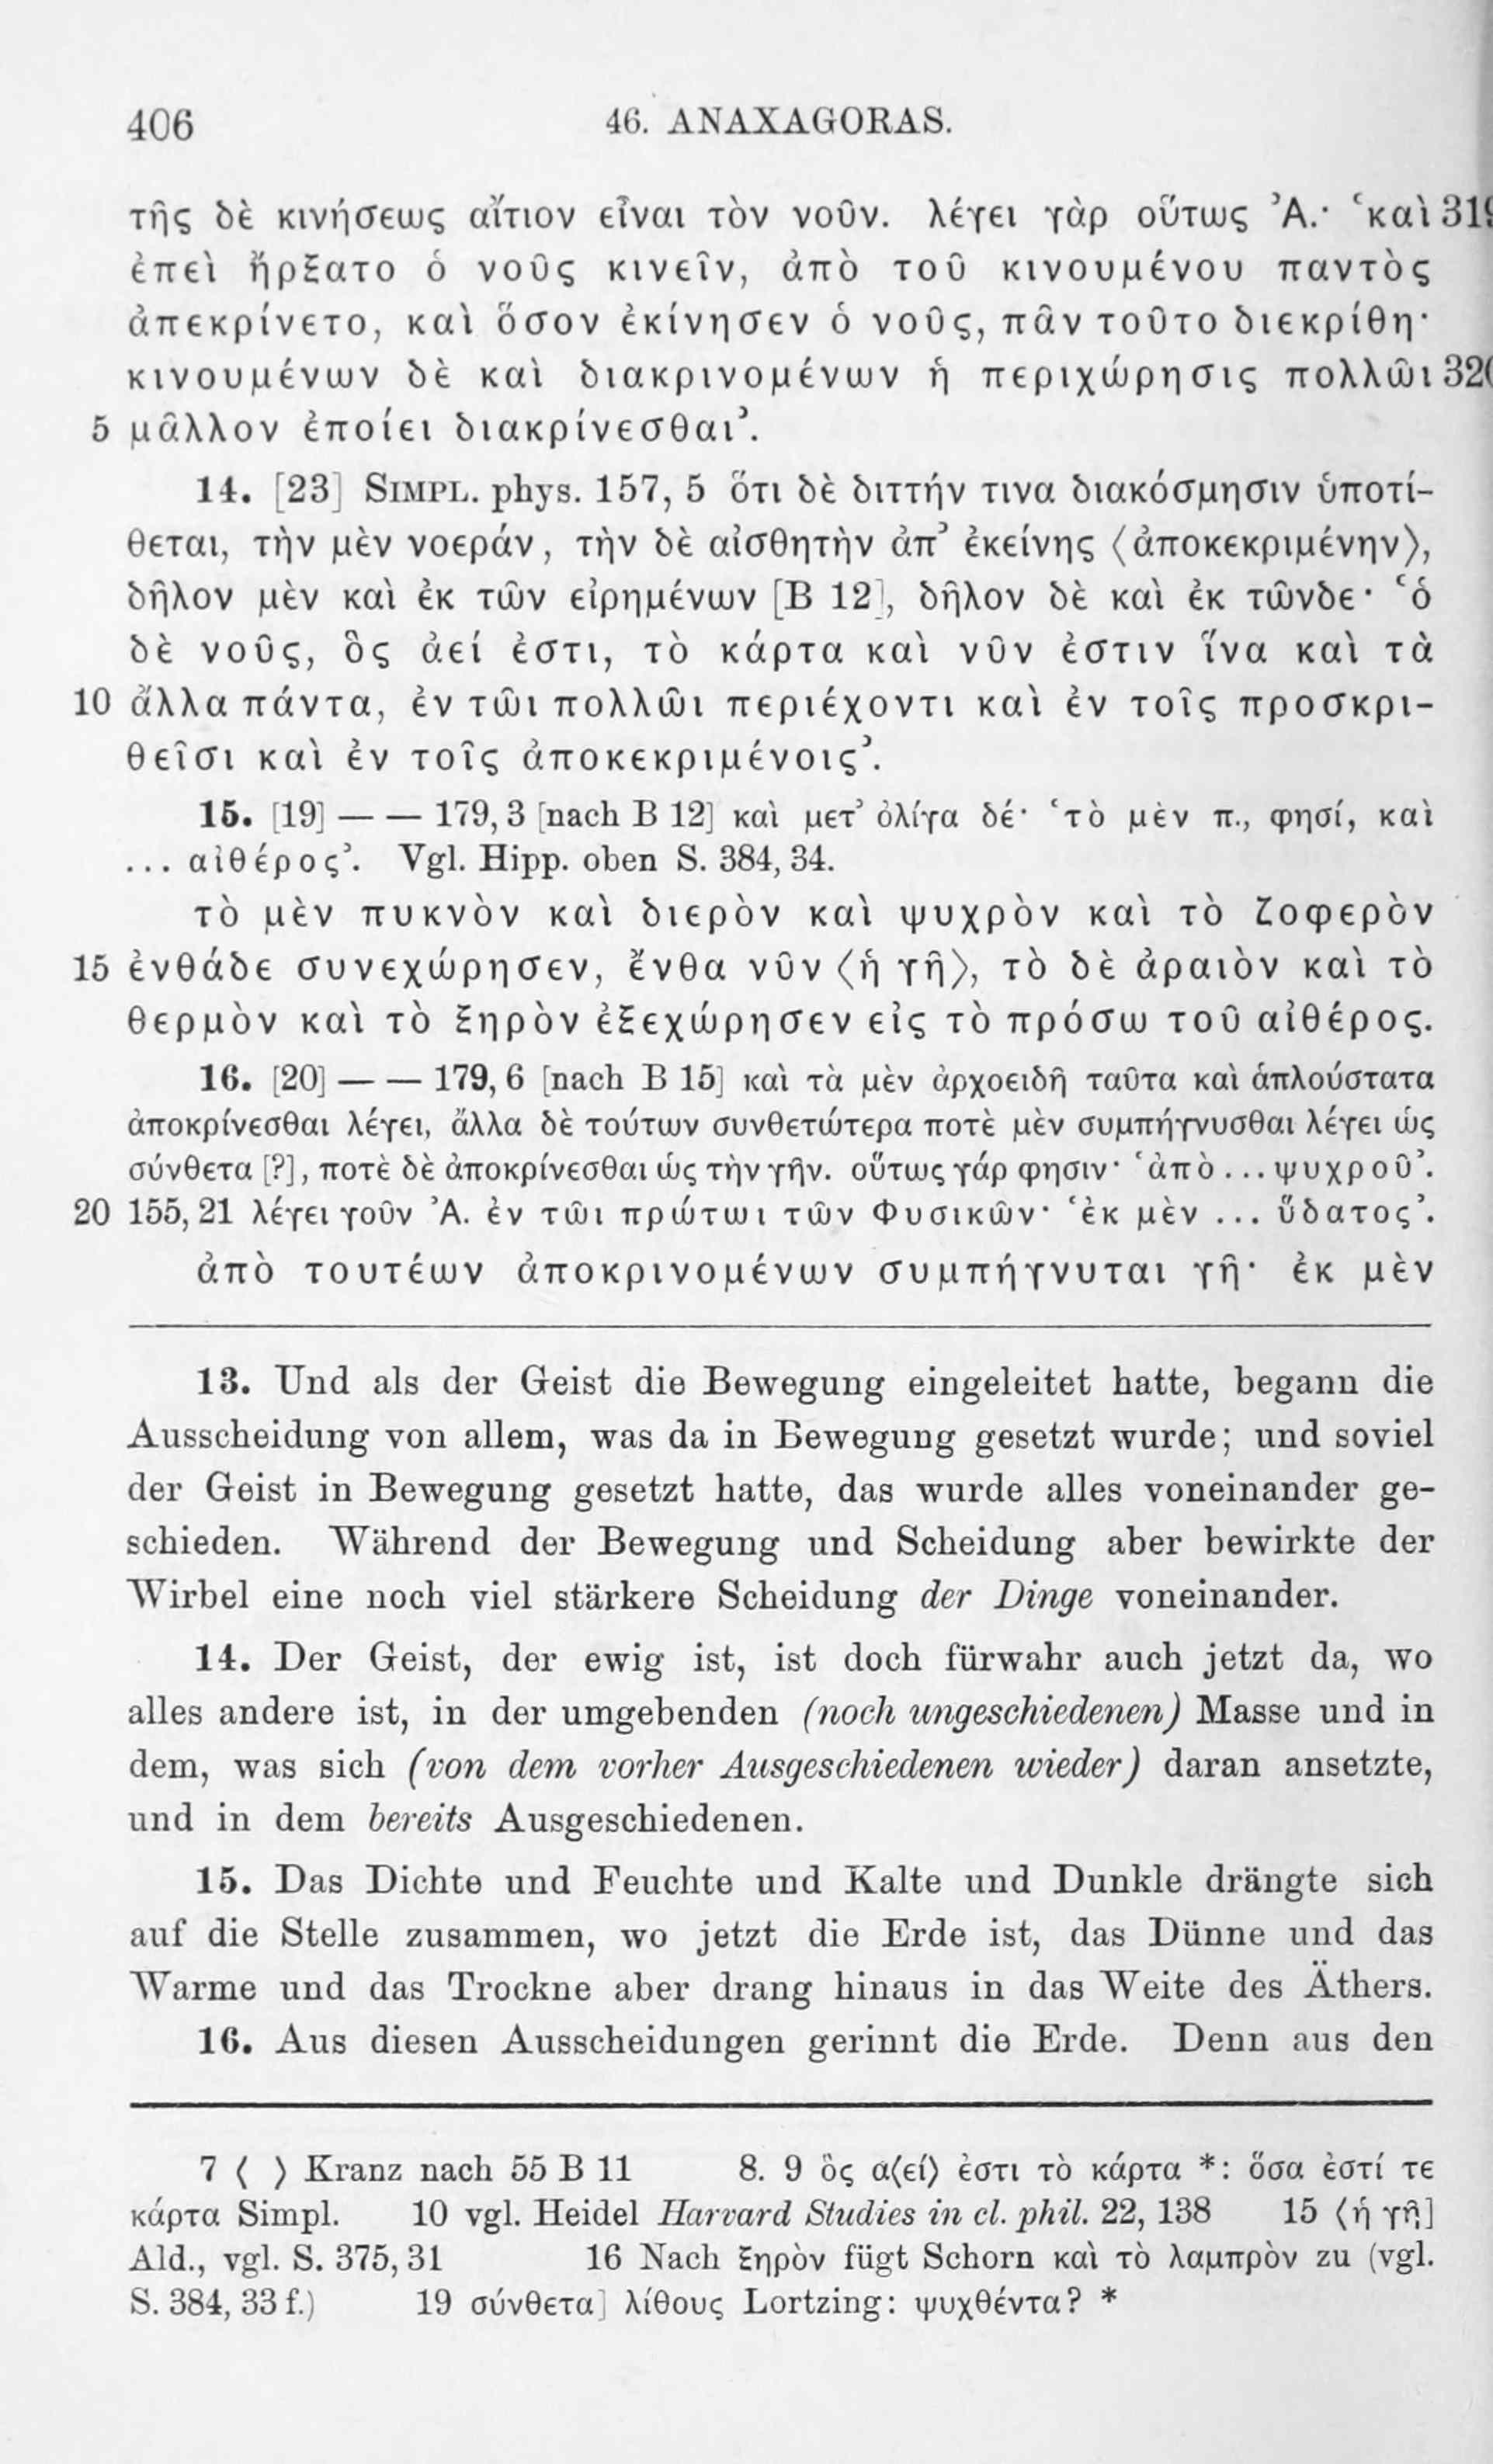 406 46. ANAXAGORAS.
τῆς δὲ κινήσεως αἴτιον εἶναι τὸν νοῦν. λέγει γὰρ οὕτως Ἀ.· ‘καὶ
ἐπεὶ ἤρξατο ὁ νοῦς κινεῖν, ἀπὸ τοῦ κινουμένου παντὸς
ἀπεκρίνετο, καὶ ὅσον ἐκίνησεν ὁ νοῦς, πᾶν τοῦτο διεκρίθη·
κινουμένων δὲ καὶ διακρινομένων ἡ περιχώρησις πολλῶι
5 μᾶλλον ἐποίει διακρίνεσθαι’.
14. [23] SIMPL. phys. 157, 5 ὅτι δὲ διττήν τινα διακόσμησιν ὑποτί-
θεται, τὴν μὲν νοεράν, τὴν δὲ αἰσθητὴν ἀπ’ ἐκείνης ⟨ἀποκεκριμένην⟩,
δῆλον μὲν καὶ ἐκ τῶν εἰρημένων [B 12], δῆλον δὲ καὶ ἐκ τῶνδε· ‘ὁ
δὲ νοῦς, ὃς ἀεί ἐστι, τὸ κάρτα καὶ νῦν ἐστιν ἵνα καὶ τὰ
10 ἄλλα πάντα, ἐν τῶι πολλῶι περιέχοντι καὶ ἐν τοῖς προσκρι-
θεῖσι καὶ ἐν τοῖς ἀποκεκριμένοις’.
15. [19] — — 179, 3 [nach B 12] καὶ μετ’ ὀλίγα δέ· ‘τὸ μὲν π., φησί, καὶ
... αἰθέρος’. Vgl. Hipp. oben S. 384, 34.
τὸ μὲν πυκνὸν καὶ διερὸν καὶ ψυχρὸν καὶ τὸ ζοφερὸν
15 ἐνθάδε συνεχώρησεν, ἔνθα νῦν ⟨ἡ γῆ⟩, τὸ δὲ ἀραιὸν καὶ τὸ
θερμὸν καὶ τὸ ξηρὸν ἐξεχώρησεν εἰς τὸ πρόσω τοῦ αἰθέρος.
16. [20] — — 179, 6 [nach B 15] καὶ τὰ μὲν ἀρχοειδῆ ταῦτα καὶ ἁπλούστατα
ἀποκρίνεσθαι λέγει, ἄλλα δὲ τούτων συνθετώτερα ποτὲ μὲν συμπήγνυσθαι λέγει ὡς
σύνθετα [?], ποτὲ δὲ ἀποκρίνεσθαι ὡς τὴν γῆν. οὕτως γάρ φησιν· ‘ἀπὸ ... ψυχροῦ’.
20 155, 21 λέγει γοῦν Ἀ. ἐν τῶι πρώτωι τῶν Φυσικῶν· ‘ἐκ μὲν ... ὕδατος’.
ἀπὸ τουτέων ἀποκρινομένων συμπήγνυται γῆ· ἐκ μὲν
13. Und als der Geist die Bewegung eingeleitet hatte, begann die
Ausscheidung von allem, was da in Bewegung gesetzt wurde; und soviel
der Geist in Bewegung gesetzt hatte, das wurde alles voneinander ge-
schieden. Während der Bewegung und Scheidung aber bewirkte der
Wirbel eine noch viel stärkere Scheidung der Dinge voneinander.
14. Der Geist, der ewig ist, ist doch fürwahr auch jetzt da, wo
alles andere ist, in der umgebenden (noch ungeschiedenen) Masse und in
dem, was sich (von dem vorher Ausgeschiedenen wieder) daran ansetzte,
und in dem bereits Ausgeschiedenen.
15. Das Dichte und Feuchte und Kalte und Dunkle drängte sich
auf die Stelle zusammen, wo jetzt die Erde ist, das Dünne und das
Warme und das Trockne aber drang hinaus in das Weite des Äthers.
16. Aus diesen Ausscheidungen gerinnt die Erde. Denn aus den
7 ⟨ ⟩ Kranz nach 55 B 11 8. 9 ὃς ἀ⟨εί⟩ ἐστι τὸ κάρτα *: ὅσα ἐστί τε
κάρτα Simpl. 10 vgl. Heidel Harvard Studies in cl. phil. 22, 138 15 ⟨ἡ γῆ]
Ald., vgl. S. 375, 31 16 Nach ξηρὸν fügt Schorn καὶ τὸ λαμπρὸν zu (vgl.
S. 384, 33 f.) 19 σύνθετα] λίθους Lortzing: ψυχθέντα? *